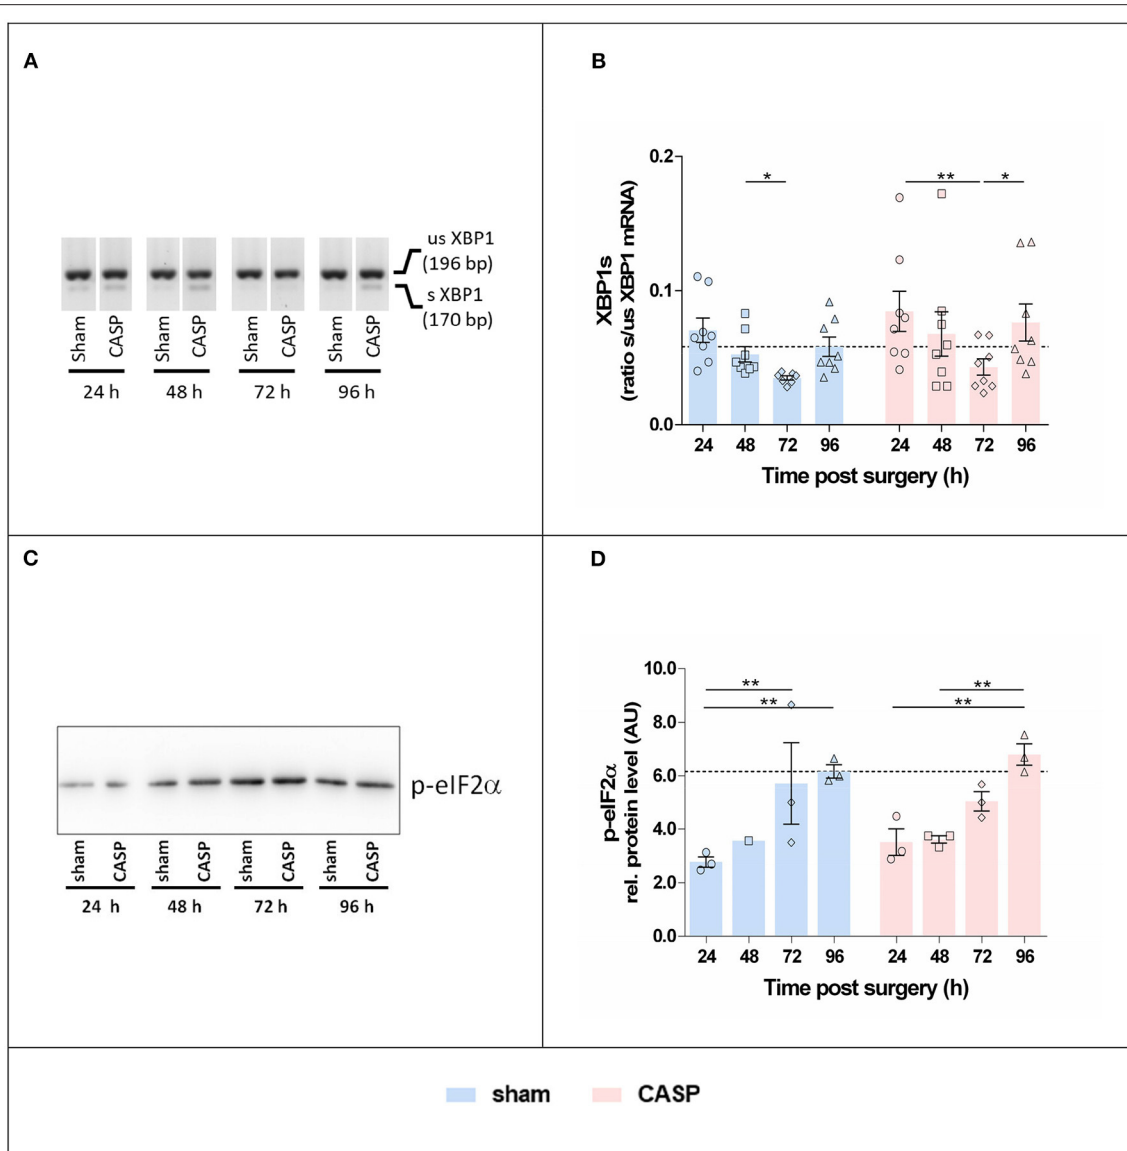 A
us XBP1
(196 bp)
s XBP1
(170 bp)
Sham CASP Sham CASP Sham CASP Sham CASP
24 h 48 h 72 h 96 h
B
XBP1s
(ratio s/us XBP1 mRNA)
0.2
0.1
0.0
* ** *
24 48 72 96 24 48 72 96
Time post surgery (h)
C
p-eIF2α
sham CASP sham CASP sham CASP sham CASP
24 h 48 h 72 h 96 h
D
p-eIF2α
rel. protein level (AU)
10.0
8.0
6.0
4.0
2.0
0.0
** **
** **
24 48 72 96 24 48 72 96
Time post surgery (h)
sham CASP